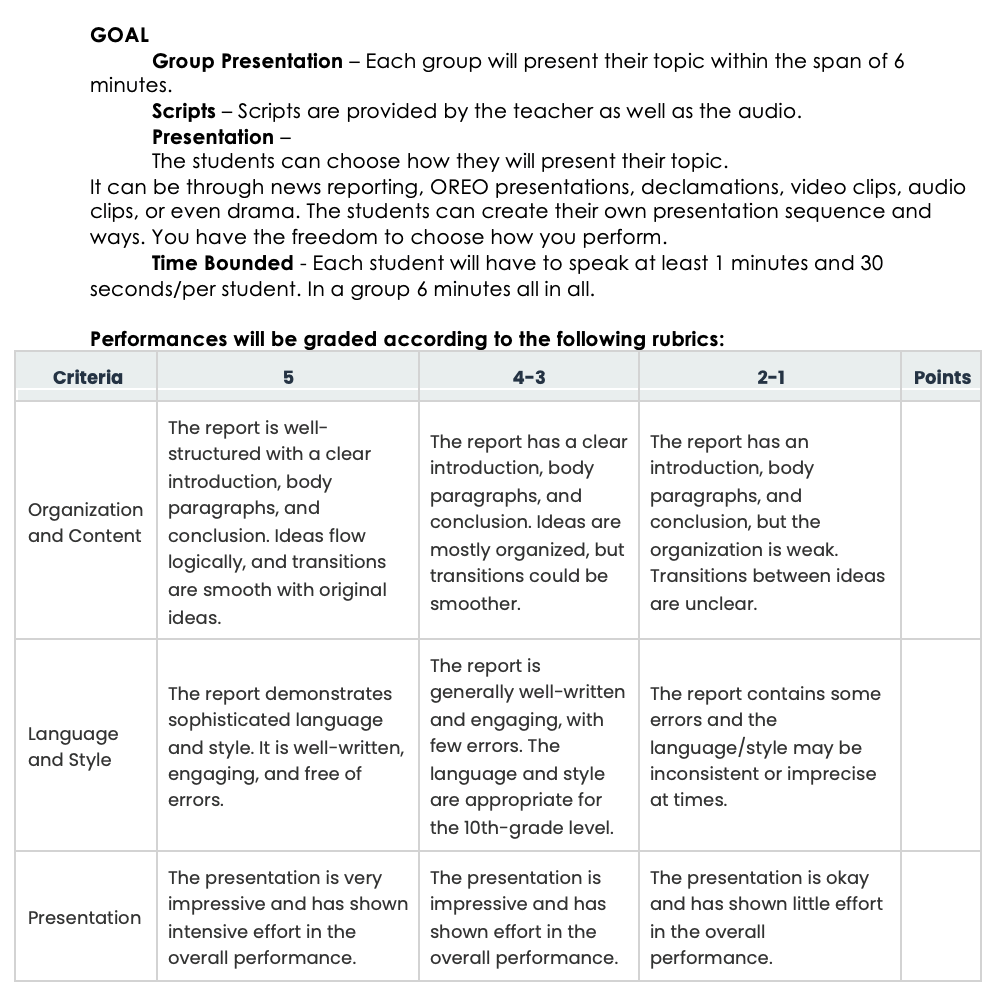 GOAL
Group Presentation – Each group will present their topic within the span of 6
minutes.
Scripts – Scripts are provided by the teacher as well as the audio.
Presentation –
The students can choose how they will present their topic.
It can be through news reporting, OREO presentations, declamations, video clips, audio
clips, or even drama. The students can create their own presentation sequence and
ways. You have the freedom to choose how you perform.
Time Bounded - Each student will have to speak at least 1 minutes and 30
seconds/per student. In a group 6 minutes all in all.
Performances will be graded according to the following rubrics:
Criteria
5
4-3
2-1
Points
Organization
and Content
The report is well-
structured with a clear
introduction, body
paragraphs, and
conclusion. Ideas flow
logically, and transitions
are smooth with original
ideas.
The report has a clear
introduction, body
paragraphs, and
conclusion. Ideas are
mostly organized, but
transitions could be
smoother.
The report has an
introduction, body
paragraphs, and
conclusion, but the
organization is weak.
Transitions between ideas
are unclear.
Language
and Style
The report demonstrates
sophisticated language
and style. It is well-written,
engaging, and free of
errors.
The report is
generally well-written
and engaging, with
few errors. The
language and style
are appropriate for
the 10th-grade level.
The report contains some
errors and the
language/style may be
inconsistent or imprecise
at times.
Presentation
The presentation is very
impressive and has shown
intensive effort in the
overall performance.
The presentation is
impressive and has
shown effort in the
overall performance.
The presentation is okay
and has shown little effort
in the overall
performance.